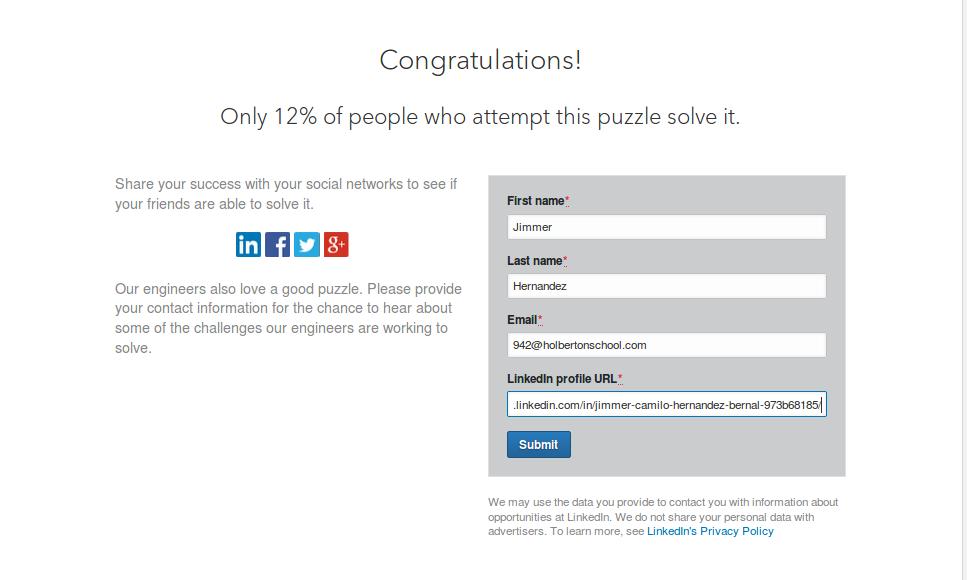 Congratulations!
Only 12% of people who attempt this puzzle solve it.
Share your success with your social networks to see if
your friends are able to solve it.
in f 8+
Our engineers also love a good puzzle. Please provide
your contact information for the chance to hear about
some of the challenges our engineers are working to
solve.
First name*
Jimmer
Last name*
Hernandez
Email*
942@holbertonschool.com
LinkedIn profile URL*
.linkedin.com/in/jimmer-camilo-hernandez-bernal-973b68185/
Submit
We may use the data you provide to contact you with information about
opportunities at LinkedIn. We do not share your personal data with
advertisers. To learn more, see LinkedIn's Privacy Policy